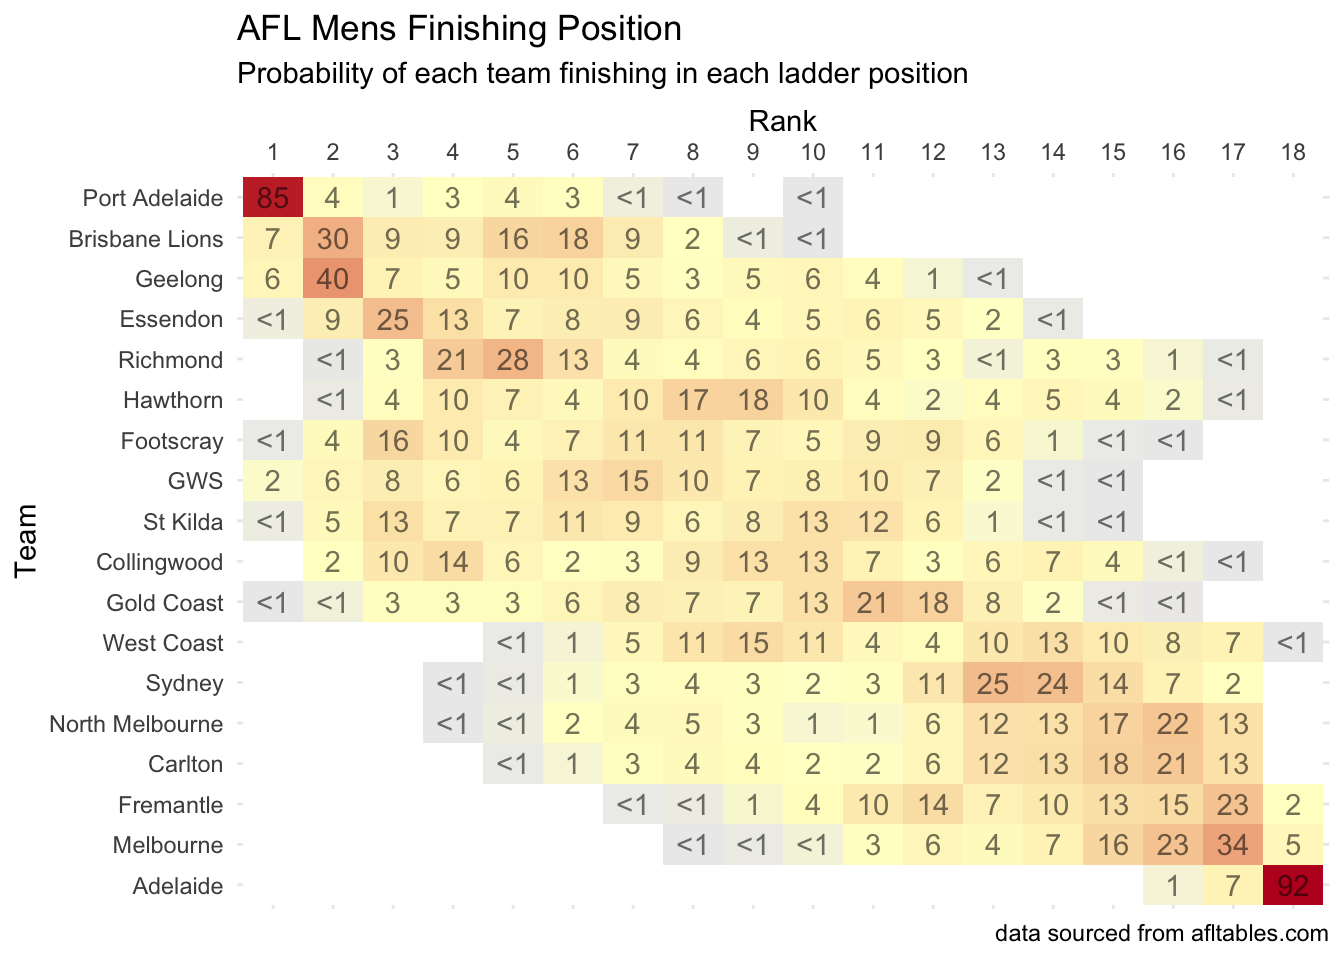 AFL Mens Finishing Position
Probability of each team finishing in each ladder position
Rank
1 2 3 4 5 6 7 8 9 10 11 12 13 14 15 16 17 18
Team
Port Adelaide 85 4 1 3 4 3 <1 <1 <1
Brisbane Lions 7 30 9 9 16 18 9 2 <1 <1
Geelong 6 40 7 5 10 10 5 3 5 6 4 1 <1
Essendon <1 9 25 13 7 8 9 6 4 5 6 5 2 <1
Richmond <1 3 21 28 13 4 4 6 6 5 3 <1 3 3 1 <1
Hawthorn <1 4 10 7 4 10 17 18 10 4 2 4 5 4 2 <1
Footscray <1 4 16 10 4 7 11 11 7 5 9 9 6 1 <1 <1
GWS 2 6 8 6 6 13 15 10 7 8 10 7 2 <1 <1
St Kilda <1 5 13 7 7 11 9 6 8 13 12 6 1 <1 <1
Collingwood 2 10 14 6 2 3 9 13 13 7 3 6 7 4 <1 <1
Gold Coast <1 <1 3 3 3 6 8 7 7 13 21 18 8 2 <1 <1
West Coast <1 1 5 11 15 11 4 4 10 13 10 8 7 <1
Sydney <1 <1 1 3 4 3 2 3 11 25 24 14 7 2
North Melbourne <1 <1 2 4 5 3 1 1 6 12 13 17 22 13
Carlton <1 1 3 4 4 2 2 6 12 13 18 21 13
Fremantle <1 <1 1 4 10 14 7 10 13 15 23 2
Melbourne <1 <1 <1 3 6 4 7 16 23 34 5
Adelaide 1 7 92
data sourced from afltables.com